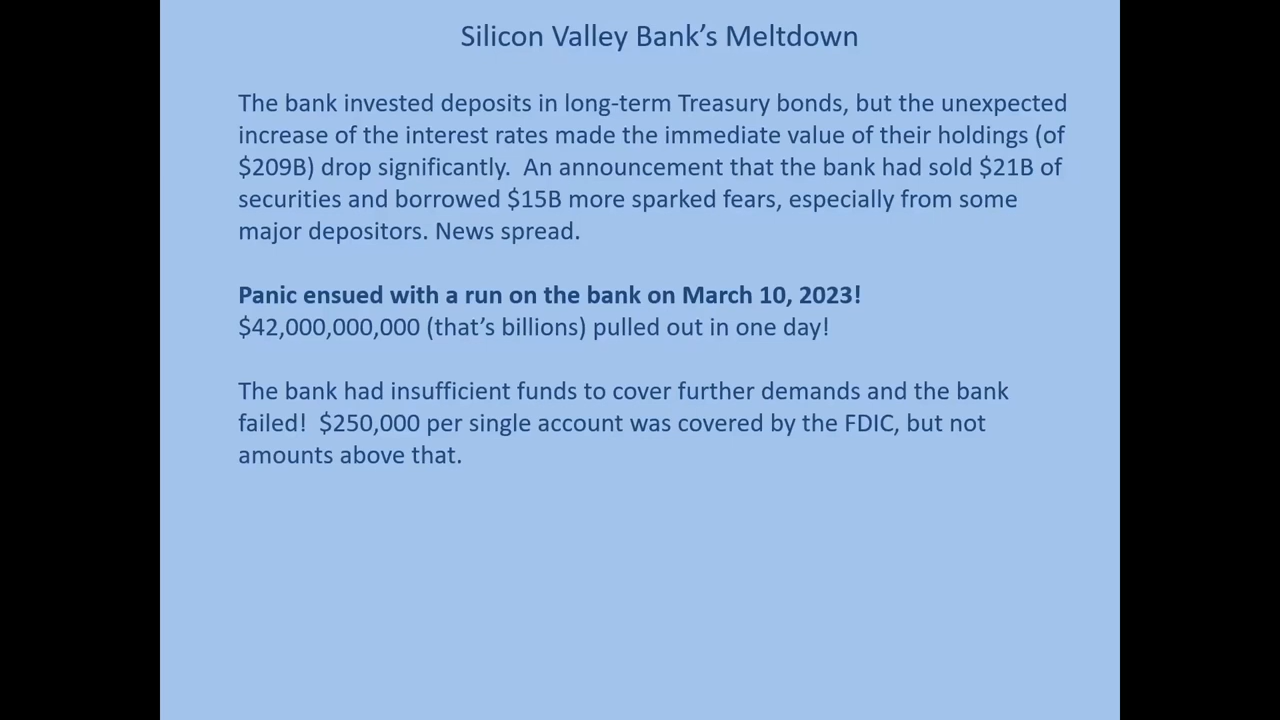 Silicon Valley Bank’s Meltdown
The bank invested deposits in long-term Treasury bonds, but the unexpected
increase of the interest rates made the immediate value of their holdings (of
$209B) drop significantly.  An announcement that the bank had sold $21B of
securities and borrowed $15B more sparked fears, especially from some
major depositors. News spread.
Panic ensued with a run on the bank on March 10, 2023!
$42,000,000,000 (that’s billions) pulled out in one day!
The bank had insufficient funds to cover further demands and the bank
failed!  $250,000 per single account was covered by the FDIC, but not
amounts above that.